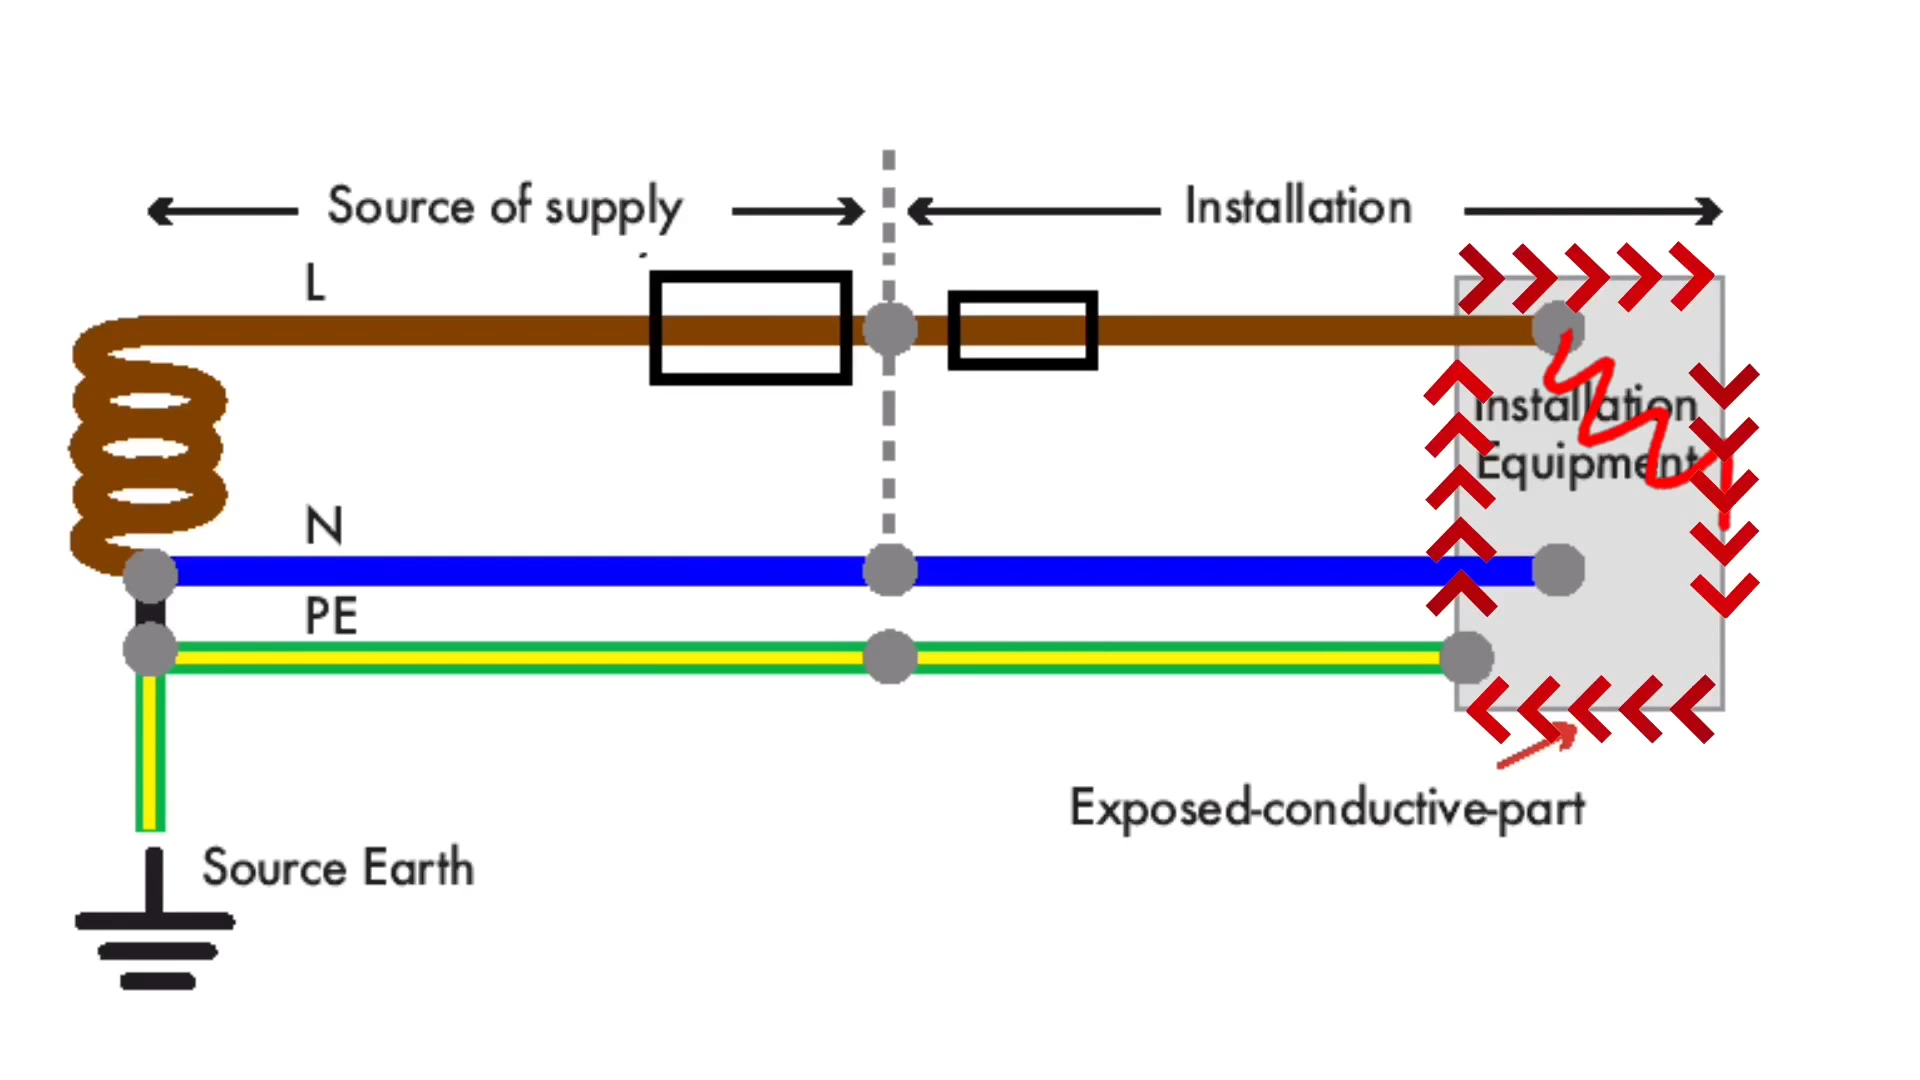 Source of supply
Installation
L
Installation
Equipment
N
PE
Exposed-conductive-part
Source Earth